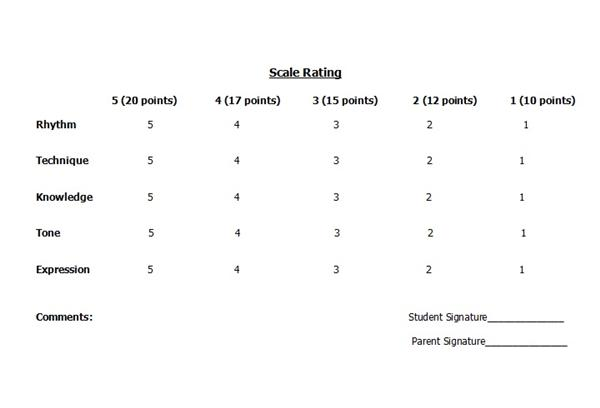 Scale Rating
5 (20 points) 4 (17 points) 3 (15 points) 2 (12 points) 1 (10 points)
Rhythm 5 4 3 2 1
Technique 5 4 3 2 1
Knowledge 5 4 3 2 1
Tone 5 4 3 2 1
Expression 5 4 3 2 1
Comments: Student Signature______________
Parent Signature_______________